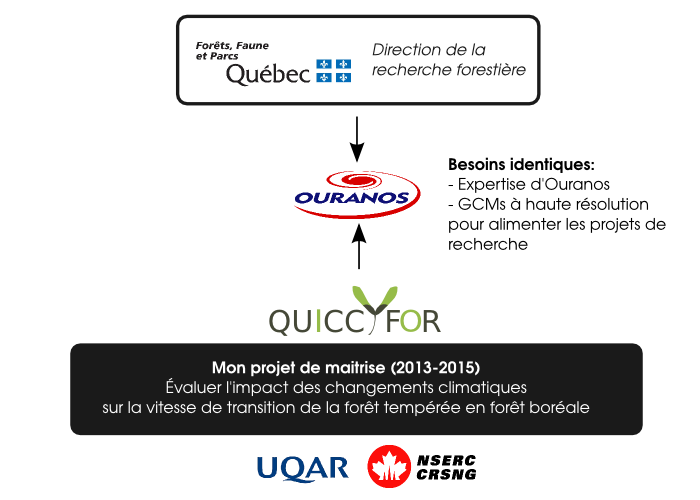 Forêts, Faune
et Parcs
Québec
Direction de la
recherche forestière
OURANOS
Besoins identiques:
- Expertise d'Ouranos
- GCMs à haute résolution
pour alimenter les projets de
recherche
QUICCYFOR
Mon projet de maitrise (2013-2015)
Évaluer l'impact des changements climatiques
sur la vitesse de transition de la forêt tempérée en forêt boréale
UQAR
NSERC
CRSNG